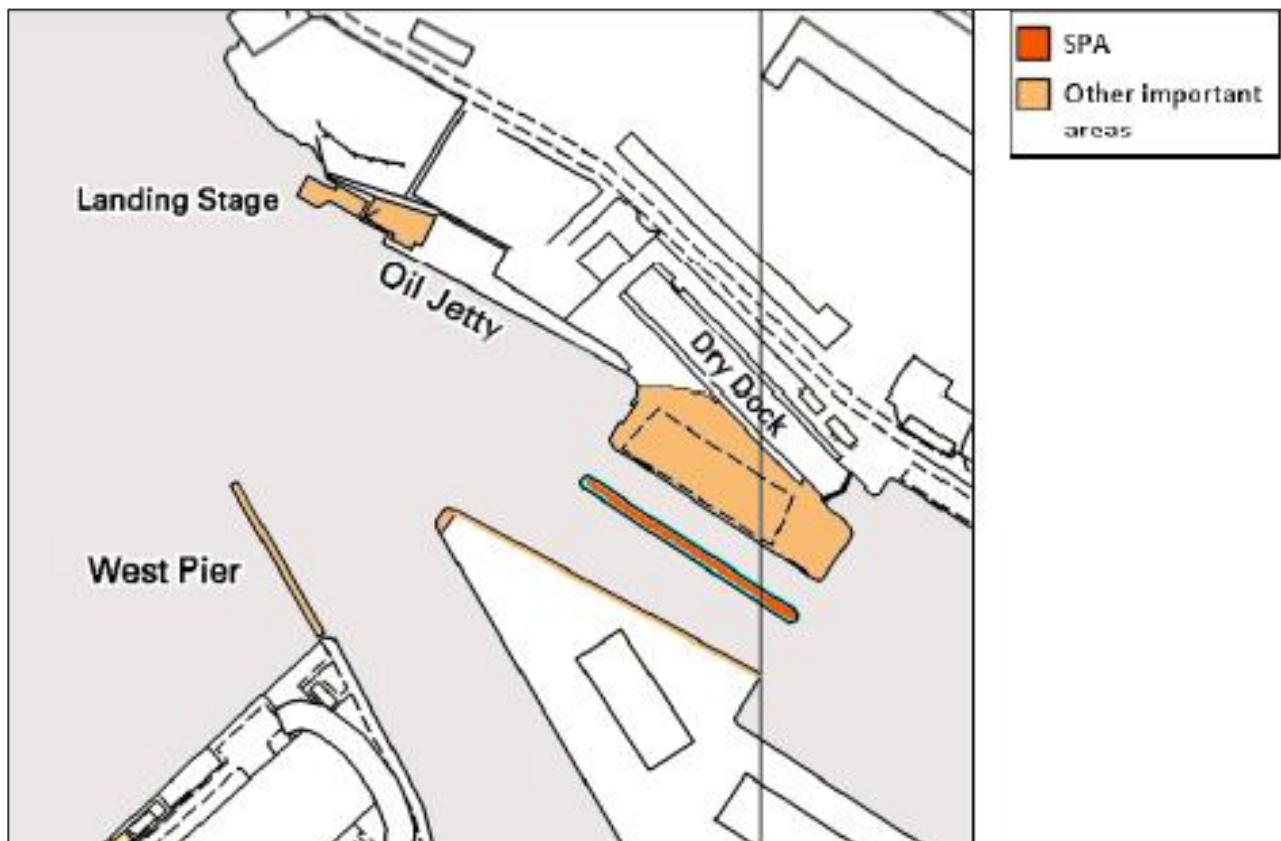 SPA
Other important
areas
Landing Stage
Oil Jetty
Dry Dock
West Pier